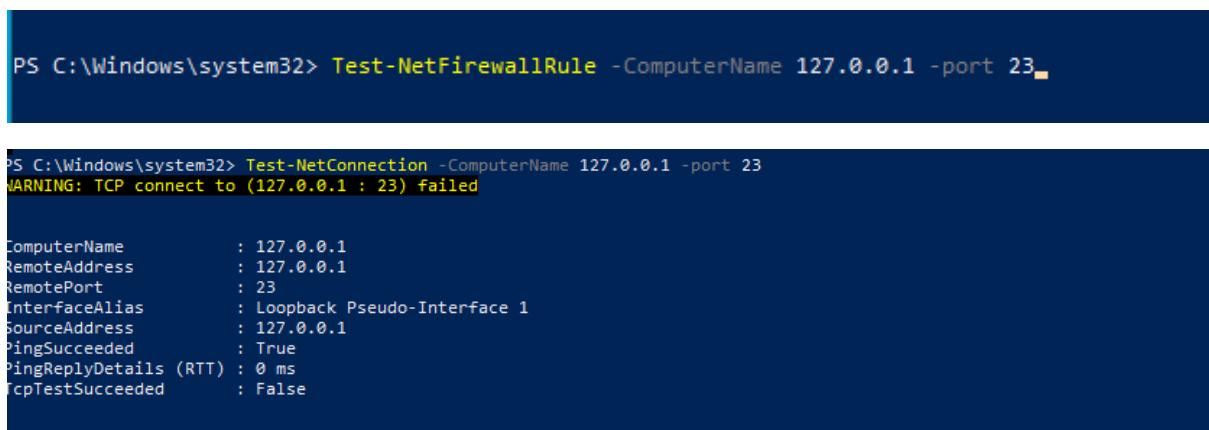 PS C:\Windows\system32> Test-NetFirewallRule -ComputerName 127.0.0.1 -port 23_
PS C:\Windows\system32> Test-NetConnection -ComputerName 127.0.0.1 -port 23
WARNING: TCP connect to (127.0.0.1 : 23) failed
ComputerName : 127.0.0.1
RemoteAddress : 127.0.0.1
RemotePort : 23
InterfaceAlias : Loopback Pseudo-Interface 1
SourceAddress : 127.0.0.1
PingSucceeded : True
PingReplyDetails (RTT) : 0 ms
TcpTestSucceeded : False